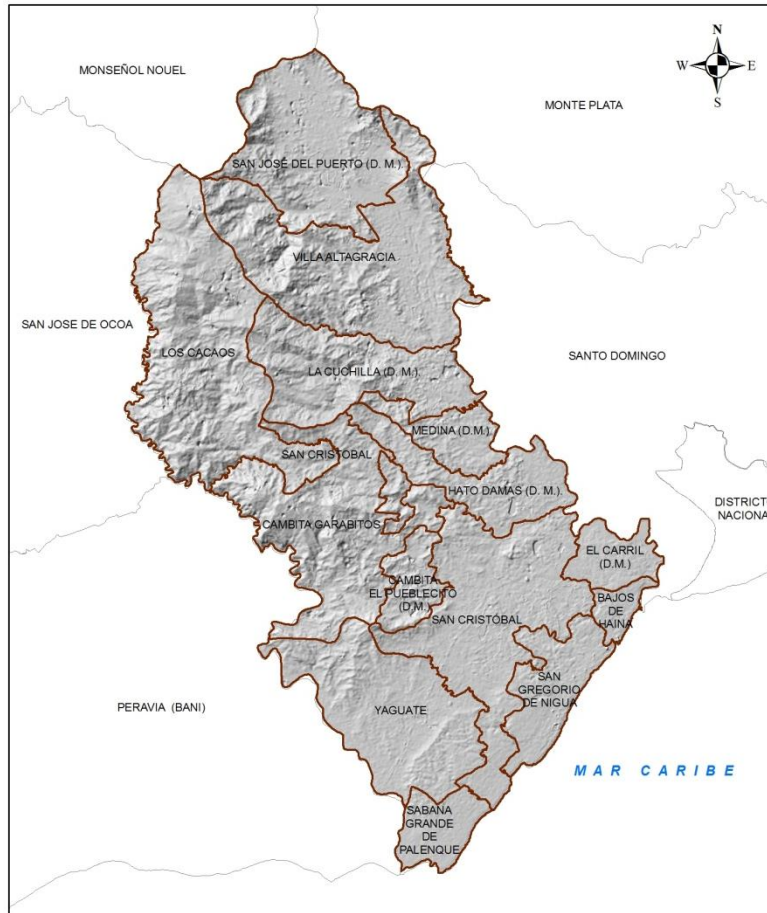 N
MONSEÑOL NOUEL
W
E
MONTE PLATA
S
SAN JOSÉ DEL PUERTO (D. M.).
VILLA ALTAGRACIA
SAN JOSE DE OCOA
LOS CACAOS
SANTO DOMINGO
LA CUCHILLA (D. M.).
MEDINA (D.M.).
SAN CRISTÓBAL
HATO DAMAS (D. M.).
DISTRICTO
NACIONA
CAMBITA GARABITOS
EL CARRIL
(D.M.)
CAMBITA
EL PUEBLECITO
(D.M.)
BAJOS
DE
HAINA
SAN CRISTÓBAL
SAN
GREGORIO
DE NIGUA
PERAVIA (BANI)
YAGUATE
MAR CARIBE
SABANA
GRANDE
DE
PALENQUE